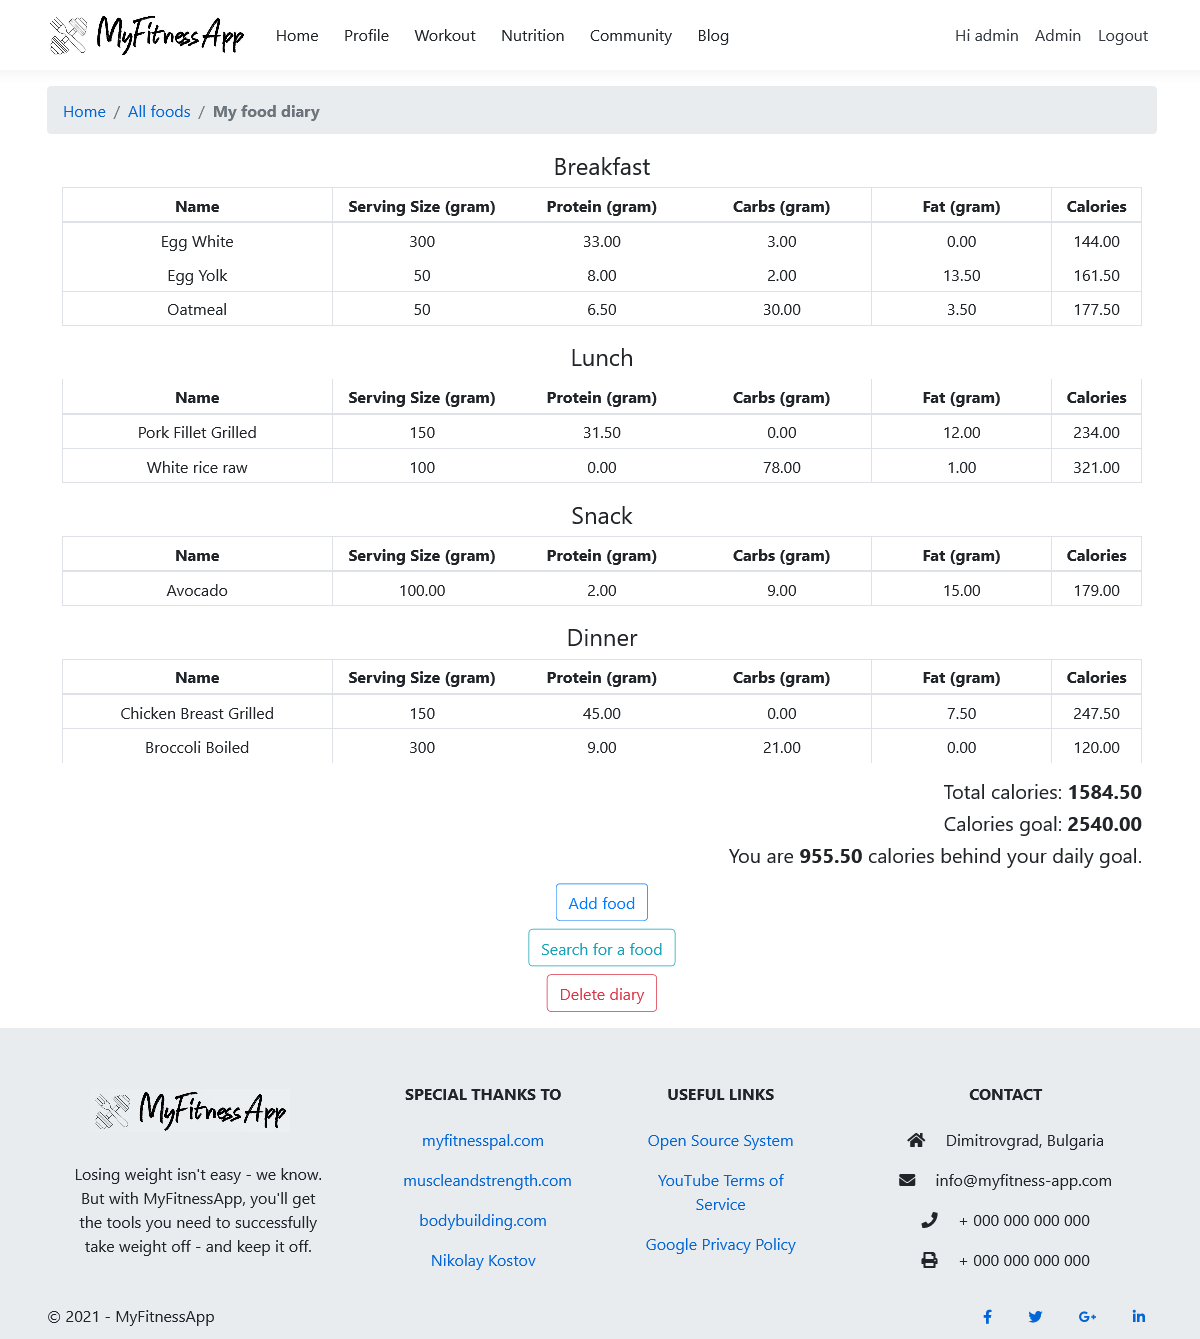 MyFitnessApp Home Profile Workout Nutrition Community Blog Hi admin Admin Logout
Home / All foods / My food diary
Breakfast
Name Serving Size (gram) Protein (gram) Carbs (gram) Fat (gram) Calories
Egg White 300 33.00 3.00 0.00 144.00
Egg Yolk 50 8.00 2.00 13.50 161.50
Oatmeal 50 6.50 30.00 3.50 177.50
Lunch
Name Serving Size (gram) Protein (gram) Carbs (gram) Fat (gram) Calories
Pork Fillet Grilled 150 31.50 0.00 12.00 234.00
White rice raw 100 0.00 78.00 1.00 321.00
Snack
Name Serving Size (gram) Protein (gram) Carbs (gram) Fat (gram) Calories
Avocado 100.00 2.00 9.00 15.00 179.00
Dinner
Name Serving Size (gram) Protein (gram) Carbs (gram) Fat (gram) Calories
Chicken Breast Grilled 150 45.00 0.00 7.50 247.50
Broccoli Boiled 300 9.00 21.00 0.00 120.00
Total calories: 1584.50
Calories goal: 2540.00
You are 955.50 calories behind your daily goal.
Add food
Search for a food
Delete diary
MyFitnessApp
Losing weight isn't easy - we know.
But with MyFitnessApp, you'll get
the tools you need to successfully
take weight off - and keep it off.
SPECIAL THANKS TO
myfitnesspal.com
muscleandstrength.com
bodybuilding.com
Nikolay Kostov
USEFUL LINKS
Open Source System
YouTube Terms of
Service
Google Privacy Policy
CONTACT
Dimitrovgrad, Bulgaria
info@myfitness-app.com
+ 000 000 000 000
+ 000 000 000 000
© 2021 - MyFitnessApp